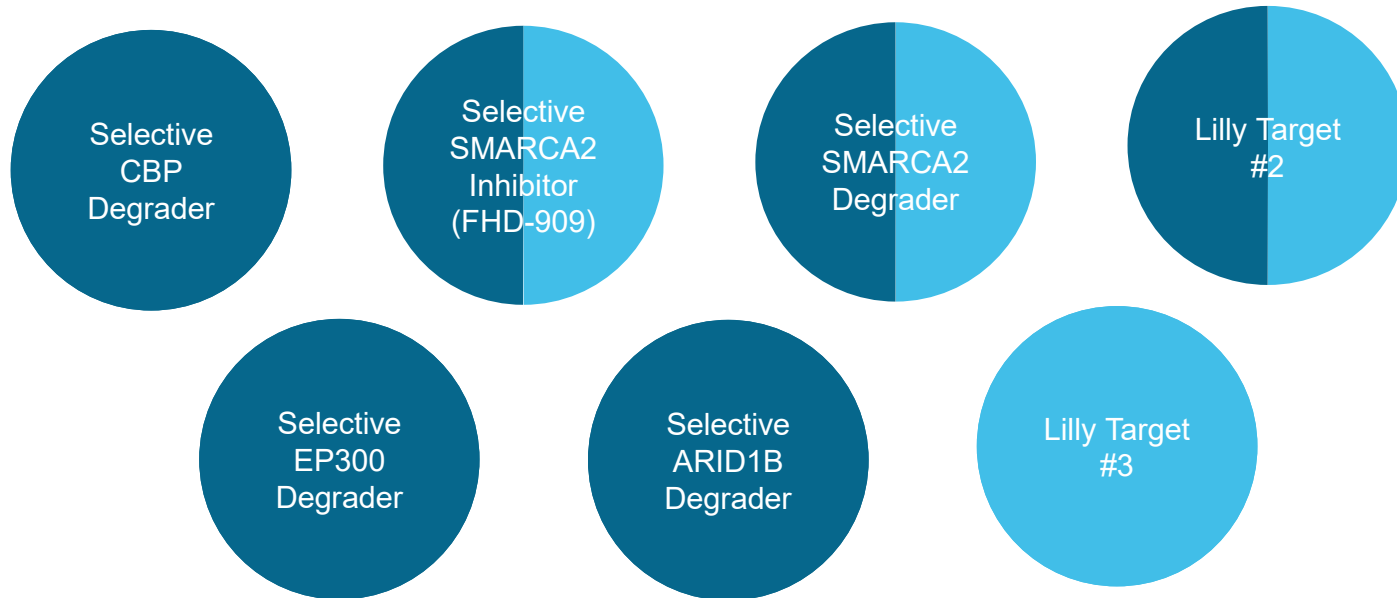 Selective
CBP
Degrader
Selective
SMARCA2
Inhibitor
(FHD-909)
Selective
SMARCA2
Degrader
Lilly Target
#2
Selective
EP300
Degrader
Selective
ARID1B
Degrader
Lilly Target
#3